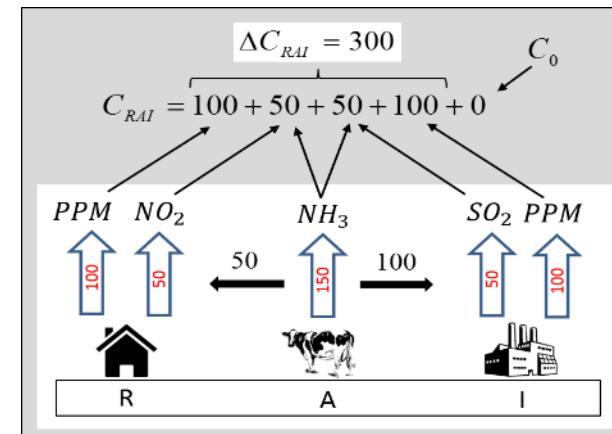 ΔC_RAI = 300
C_0
C_RAI = 100 + 50 + 50 + 100 + 0
PPM NO₂ NH₃ SO₂ PPM
50 100
100 50 150 50 100
R A I